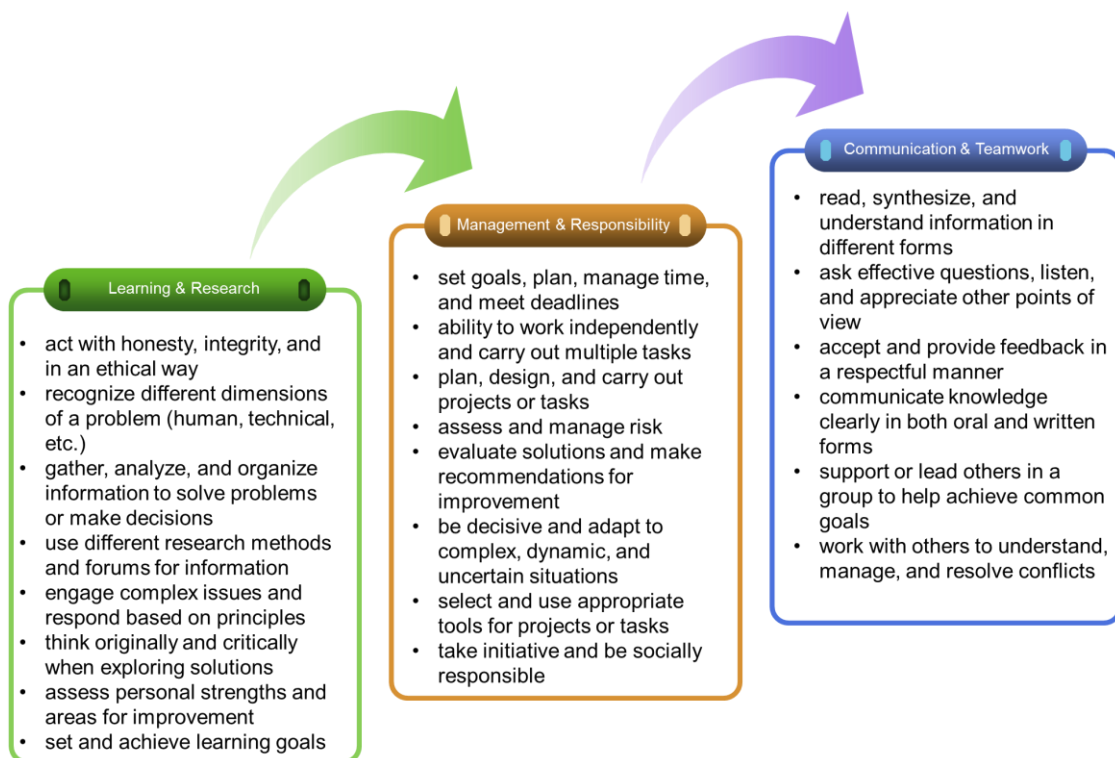 Learning & Research
• act with honesty, integrity, and
in an ethical way
• recognize different dimensions
of a problem (human, technical,
etc.)
• gather, analyze, and organize
information to solve problems
or make decisions
• use different research methods
and forums for information
• engage complex issues and
respond based on principles
• think originally and critically
when exploring solutions
• assess personal strengths and
areas for improvement
• set and achieve learning goals
Management & Responsibility
• set goals, plan, manage time,
and meet deadlines
• ability to work independently
and carry out multiple tasks
• plan, design, and carry out
projects or tasks
• assess and manage risk
• evaluate solutions and make
recommendations for
improvement
• be decisive and adapt to
complex, dynamic, and
uncertain situations
• select and use appropriate
tools for projects or tasks
• take initiative and be socially
responsible
Communication & Teamwork
• read, synthesize, and
understand information in
different forms
• ask effective questions, listen,
and appreciate other points of
view
• accept and provide feedback in
a respectful manner
• communicate knowledge
clearly in both oral and written
forms
• support or lead others in a
group to help achieve common
goals
• work with others to understand,
manage, and resolve conflicts